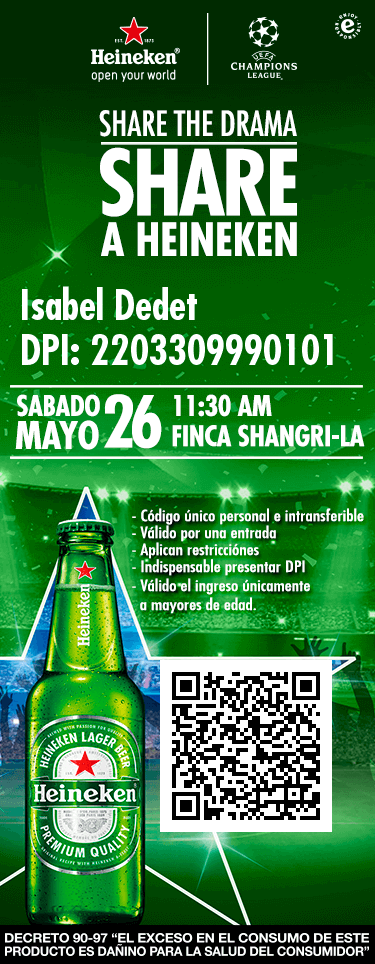 EST. 1873
Heineken®
open your world
UEFA
CHAMPIONS
LEAGUE
SHARE THE DRAMA
SHARE
A HEINEKEN
Isabel Dedet
DPI: 2203309990101
SABADO
MAYO 26
11:30 AM
FINCA SHANGRI-LA
- Código único personal e intransferible
- Válido por una entrada
- Aplican restricciónes
- Indispensable presentar DPI
- Válido el ingreso únicamente
a mayores de edad.
Heineken
HEINEKEN LAGER BEER
Heineken
PREMIUM QUALITY
DECRETO 90-97 “EL EXCESO EN EL CONSUMO DE ESTE
PRODUCTO ES DAÑINO PARA LA SALUD DEL CONSUMIDOR”